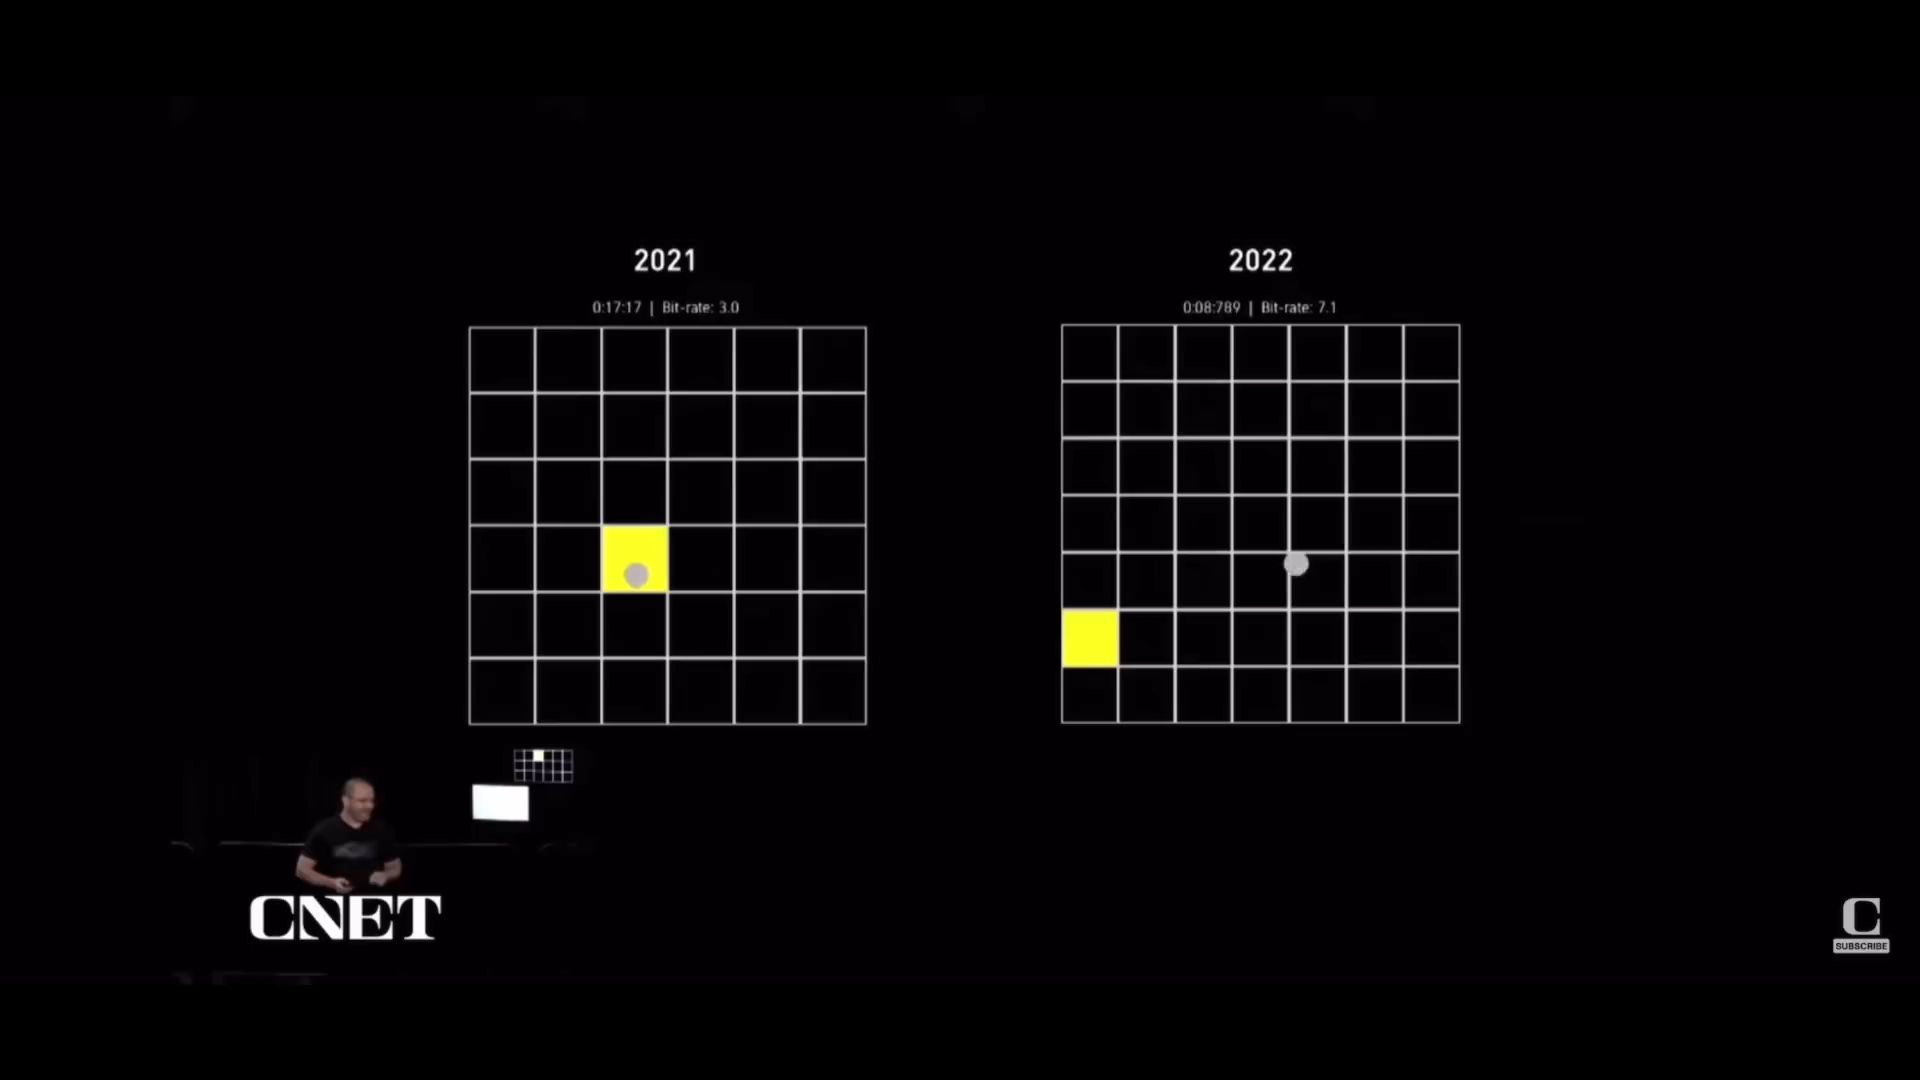 2021
0:17:17 | Bit-rate: 3.0
2022
0:08:789 | Bit-rate: 7.1
CNET
C
SUBSCRIBE